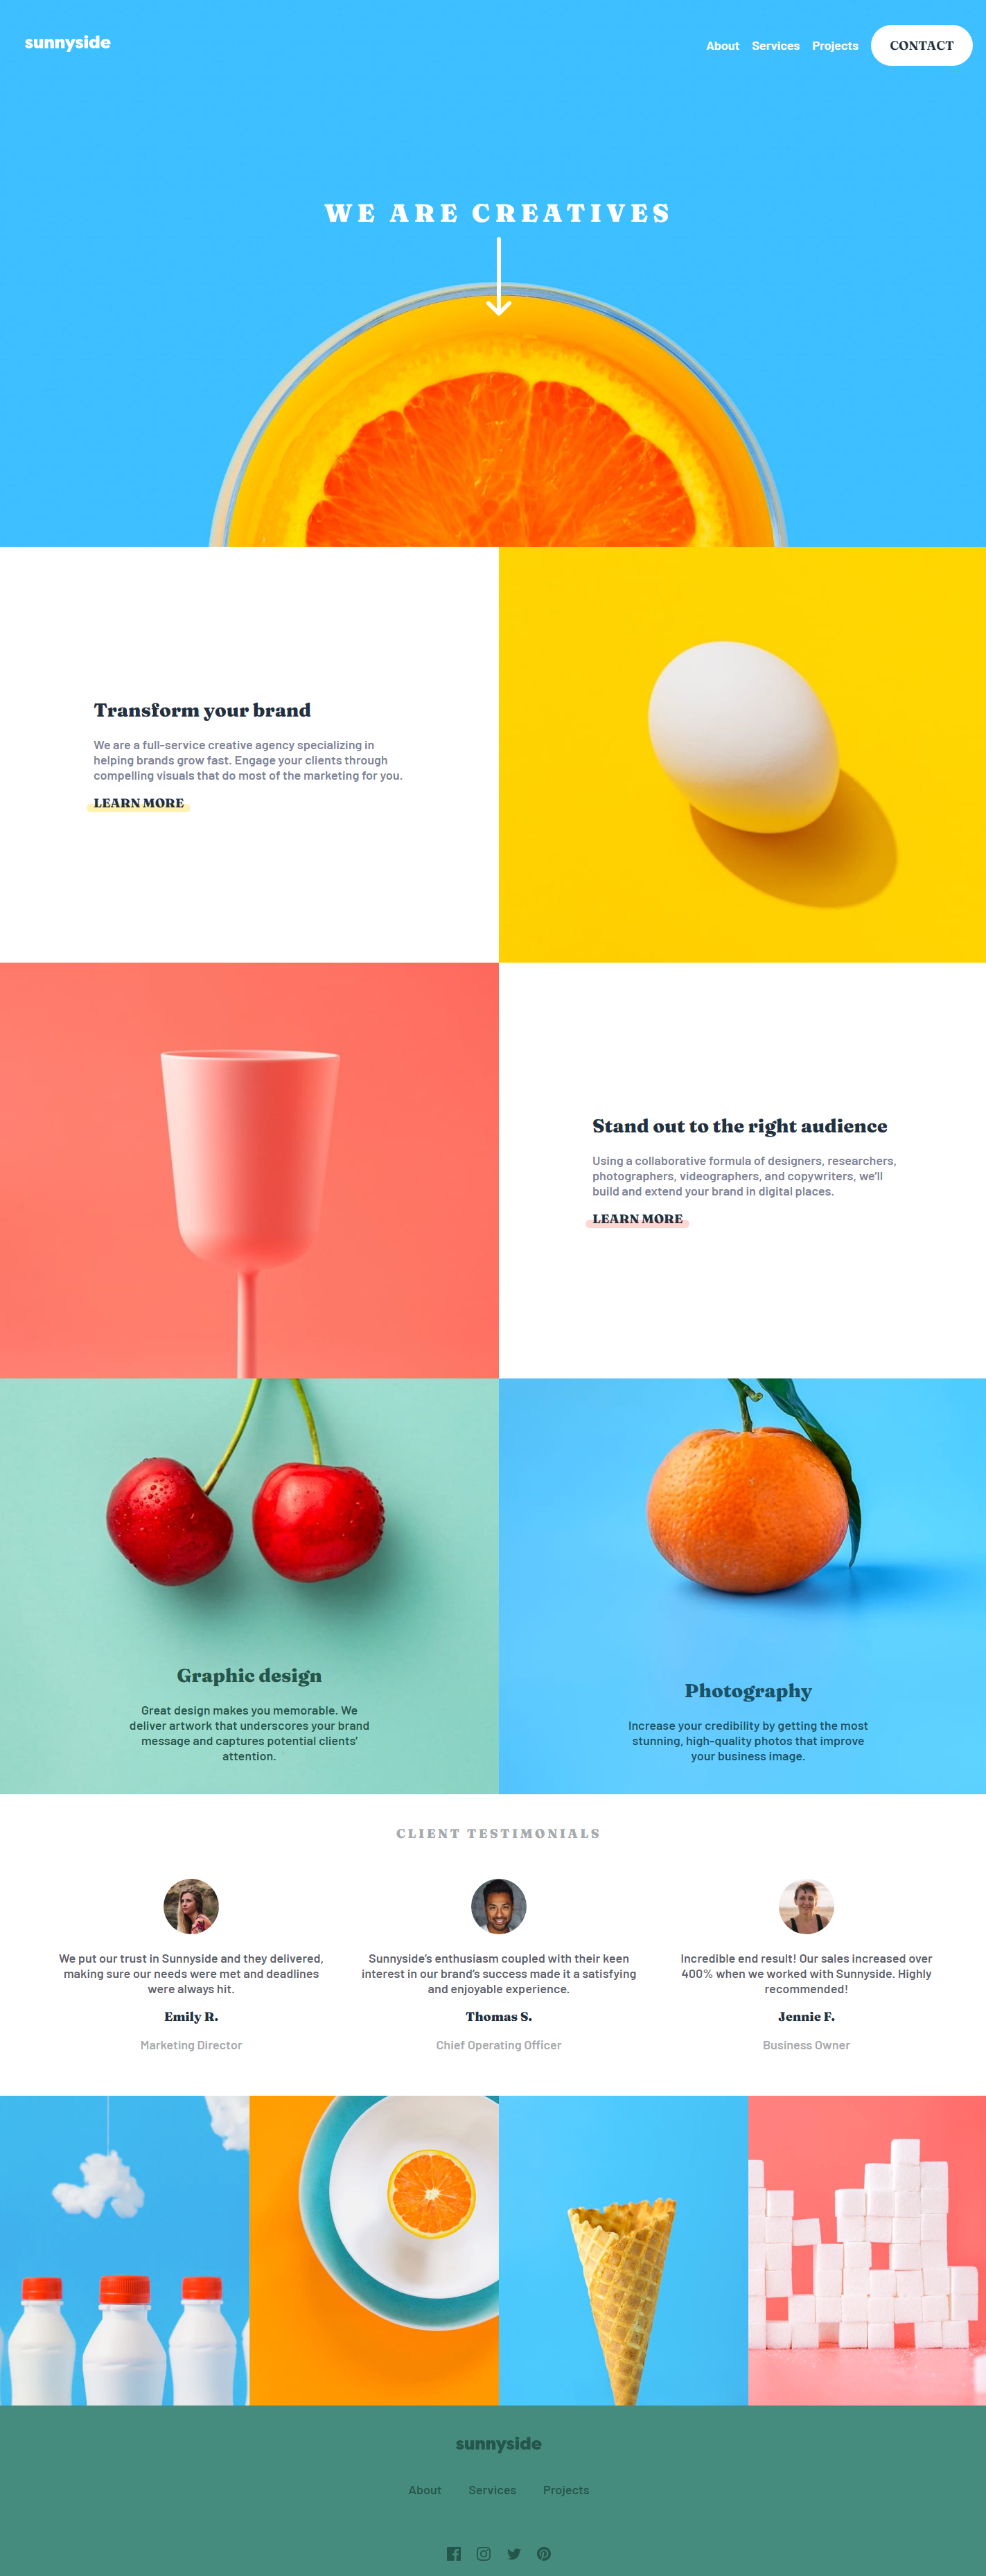 sunnyside
About Services Projects CONTACT
WE ARE CREATIVES
Transform your brand
We are a full-service creative agency specializing in
helping brands grow fast. Engage your clients through
compelling visuals that do most of the marketing for you.
LEARN MORE
Stand out to the right audience
Using a collaborative formula of designers, researchers,
photographers, videographers, and copywriters, we’ll
build and extend your brand in digital places.
LEARN MORE
Graphic design
Great design makes you memorable. We
deliver artwork that underscores your brand
message and captures potential clients’
attention.
Photography
Increase your credibility by getting the most
stunning, high-quality photos that improve
your business image.
CLIENT TESTIMONIALS
We put our trust in Sunnyside and they delivered,
making sure our needs were met and deadlines
were always hit.
Emily R.
Marketing Director
Sunnyside’s enthusiasm coupled with their keen
interest in our brand’s success made it a satisfying
and enjoyable experience.
Thomas S.
Chief Operating Officer
Incredible end result! Our sales increased over
400% when we worked with Sunnyside. Highly
recommended!
Jennie F.
Business Owner
sunnyside
About Services Projects